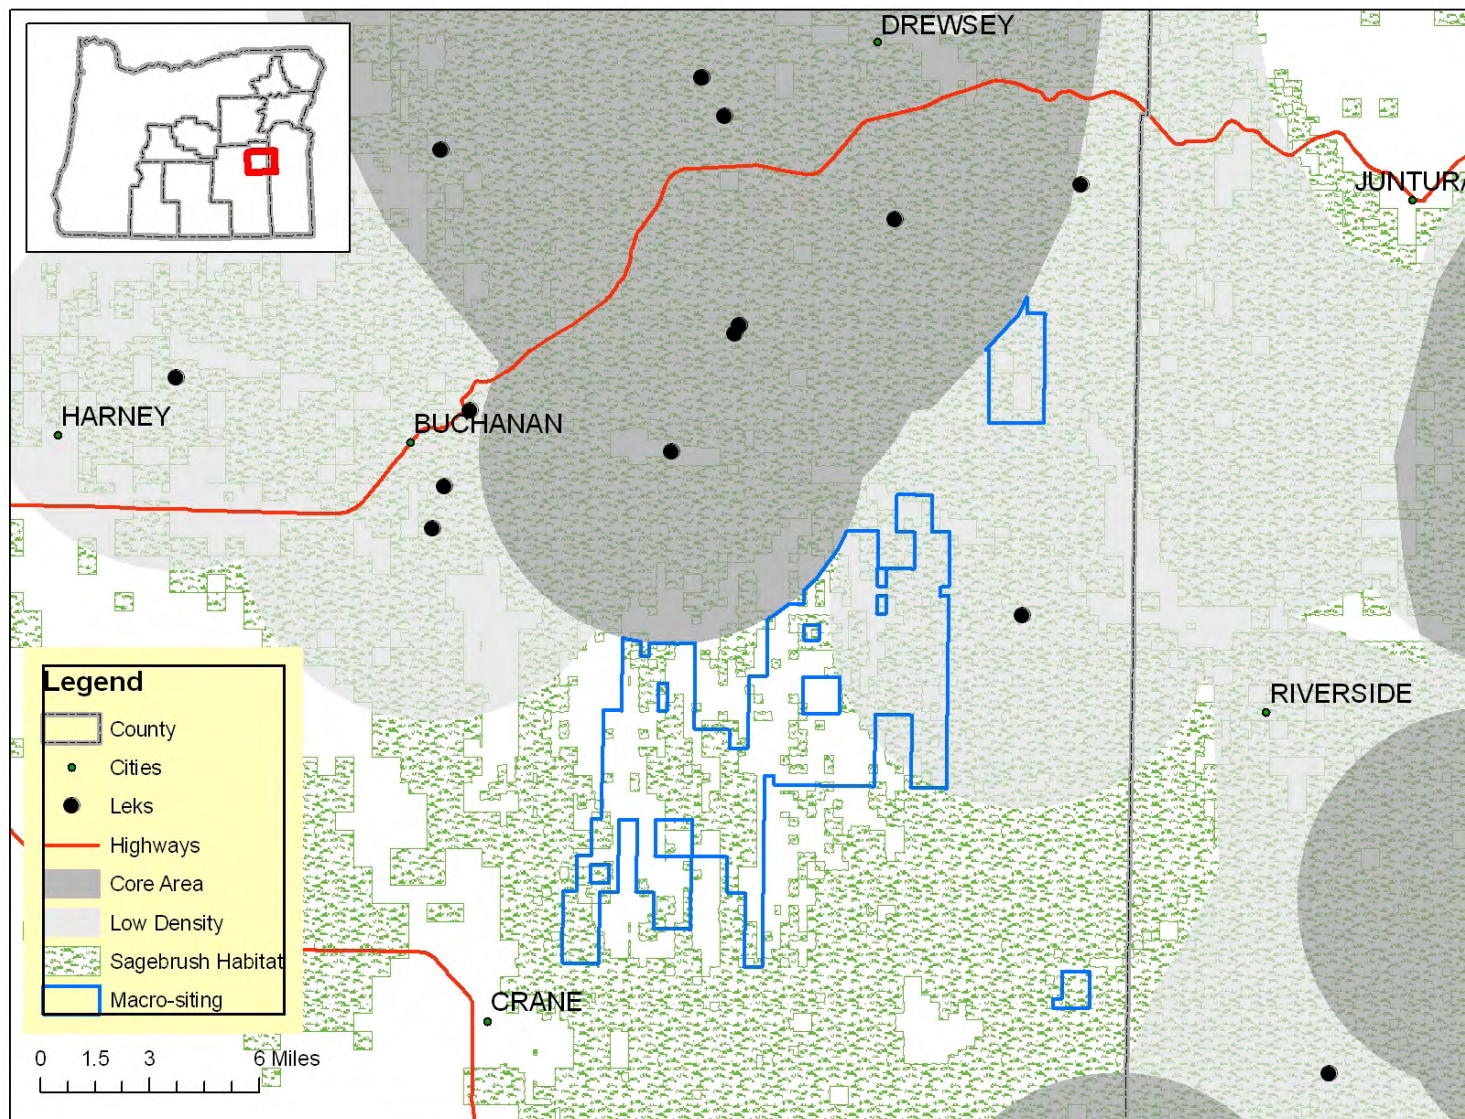 DREWSEY
JUNTURA
HARNEY
BUCHANAN
RIVERSIDE
CRANE
Legend
County
Cities
Leks
Highways
Core Area
Low Density
Sagebrush Habitat
Macro-siting
0 1.5 3 6 Miles